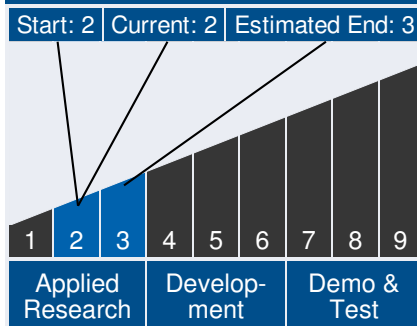 Start: 2 Current: 2 Estimated End: 3
1 2 3 4 5 6 7 8 9
Applied Research
Develop-ment
Demo & Test